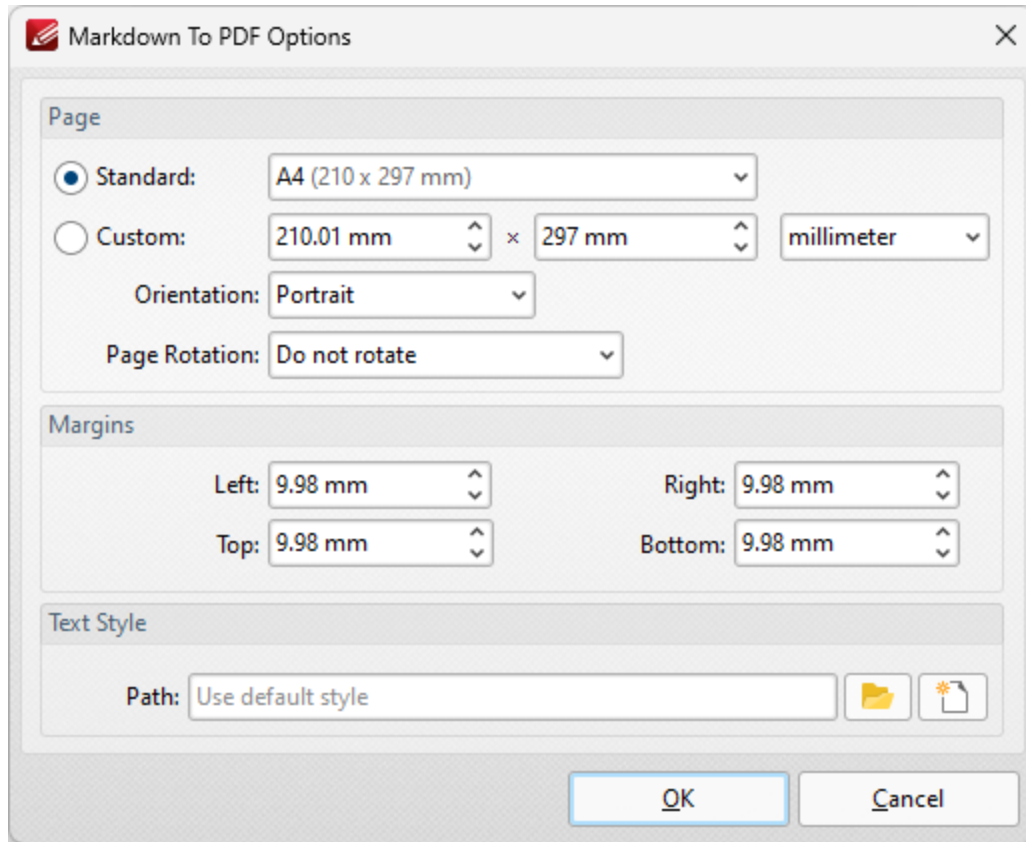 Markdown To PDF Options
Page
Standard: A4 (210 x 297 mm)
Custom: 210.01 mm × 297 mm millimeter
Orientation: Portrait
Page Rotation: Do not rotate
Margins
Left: 9.98 mm Right: 9.98 mm
Top: 9.98 mm Bottom: 9.98 mm
Text Style
Path: Use default style
OK Cancel